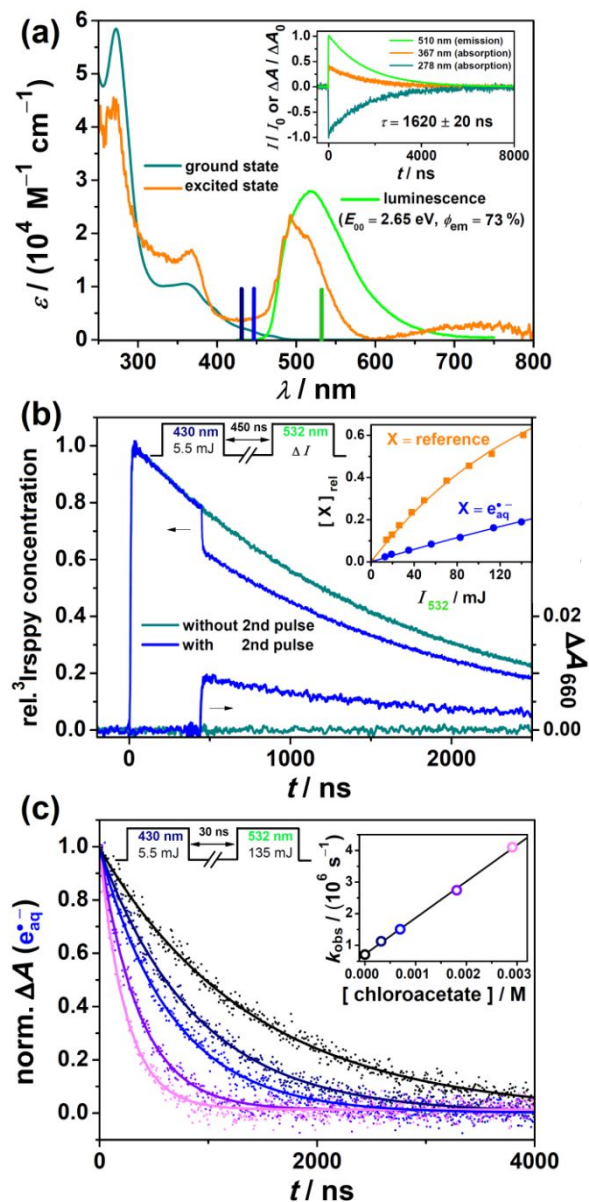 (a)
510 nm (emission)
367 nm (absorption)
278 nm (absorption)
1.0
0.5
0.0
-0.5
-1.0
I / I₀ or ΔA / ΔA₀
τ = 1620 ± 20 ns
0 4000 8000
t / ns
ground state
excited state
luminescence
(E₀₀ = 2.65 eV, ϕem = 73 %)
6
5
4
3
2
1
0
ε / (10⁴ M⁻¹ cm⁻¹)
300 400 500 600 700 800
λ / nm
(b)
430 nm
5.5 mJ
450 ns
532 nm
Δ I
0.6
0.4
0.2
0.0
[ X ]rel
X = reference
X = eaq•−
0 50 100 150
I532 / mJ
1.0
0.8
0.6
0.4
0.2
0.0
rel. ³Irsppy concentration
without 2nd pulse
with 2nd pulse
0.02
0.00
ΔA660
0 1000 2000
t / ns
(c)
430 nm
5.5 mJ
30 ns
532 nm
135 mJ
4
3
2
1
kobs / (10⁶ s⁻¹)
0.000 0.001 0.002 0.003
[ chloroacetate ] / M
1.0
0.8
0.6
0.4
0.2
0.0
norm. ΔA (eaq•−)
0 2000 4000
t / ns